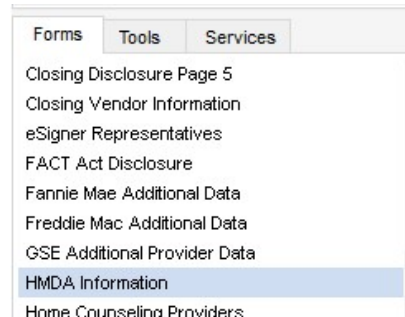 Forms Tools Services
Closing Disclosure Page 5
Closing Vendor Information
eSigner Representatives
FACT Act Disclosure
Fannie Mae Additional Data
Freddie Mac Additional Data
GSE Additional Provider Data
HMDA Information
Home Counseling Providers